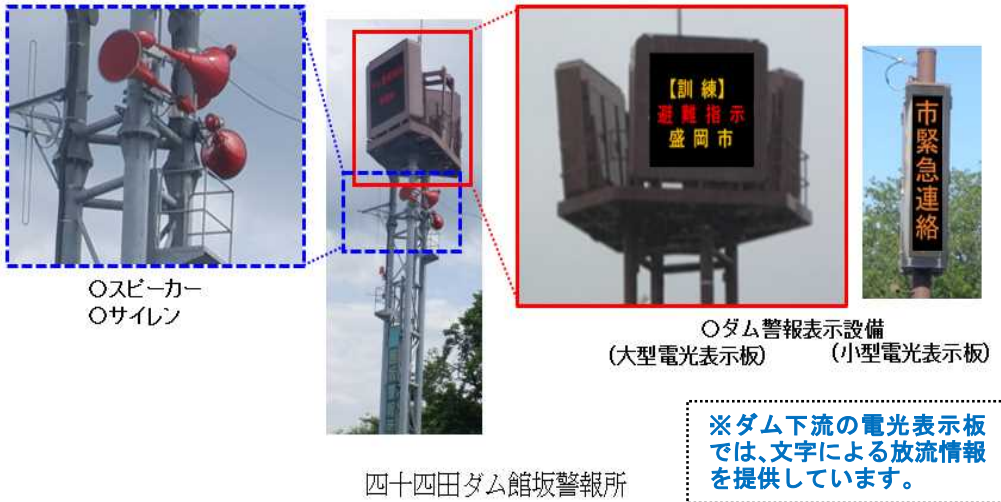 【訓練】
避難指示
盛岡市
市緊急連絡
○スピーカー
○サイレン
○ダム警報表示設備
(大型電光表示板)
(小型電光表示板)
※ダム下流の電光表示板
では、文字による放流情報
を提供しています。
四十四田ダム館坂警報所